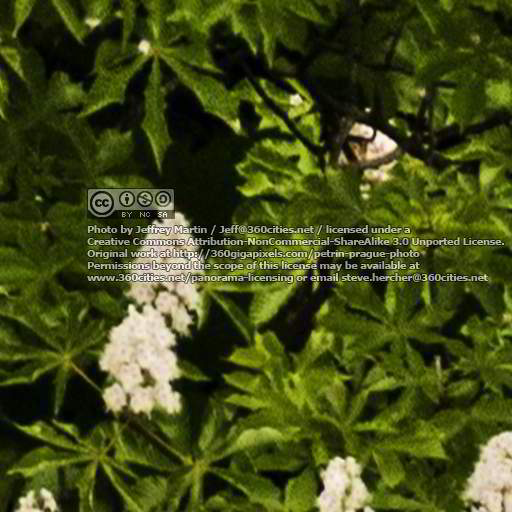 cc BY NC SA
Photo by Jeffrey Martin / Jeff@360cities.net / licensed under a
Creative Commons Attribution-NonCommercial-ShareAlike 3.0 Unported License.
Original work at http://360gigapixels.com/petrin-prague-photo
Permissions beyond the scope of this license may be available at
www.360cities.net/panorama-licensing or email steve.hercher@360cities.net